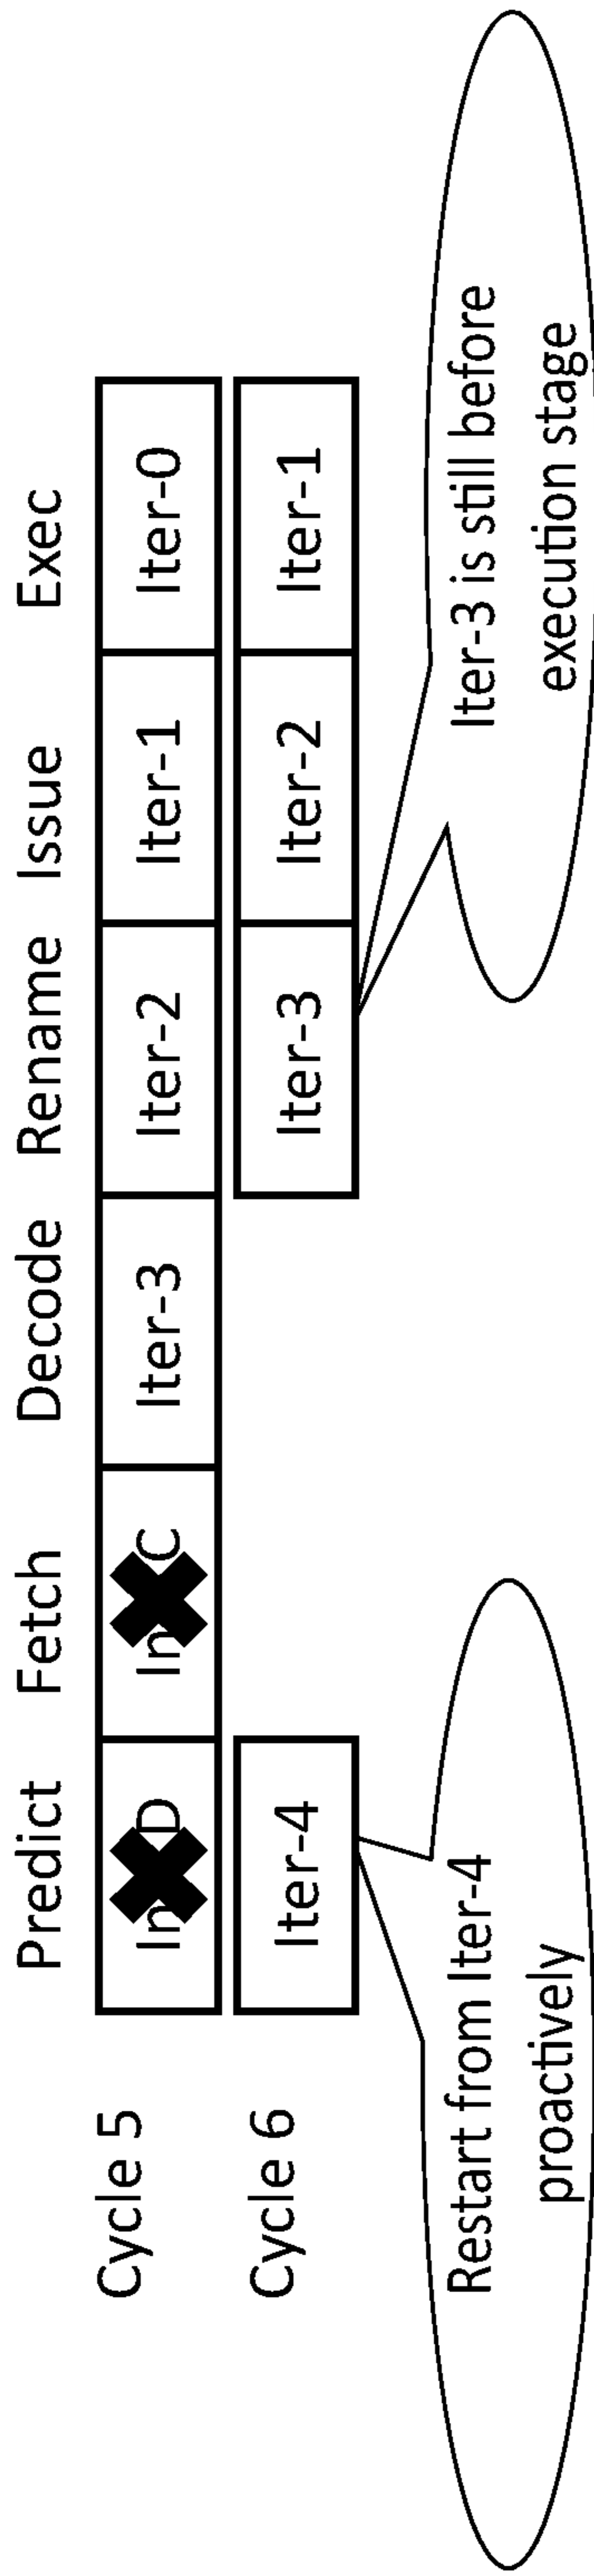 Predict Fetch Decode Rename Issue Exec
Cycle 5 In D In C Iter-3 Iter-2 Iter-1 Iter-0
Cycle 6 Iter-4 Iter-3 Iter-2 Iter-1
Restart from Iter-4
proactively
Iter-3 is still before
execution stage